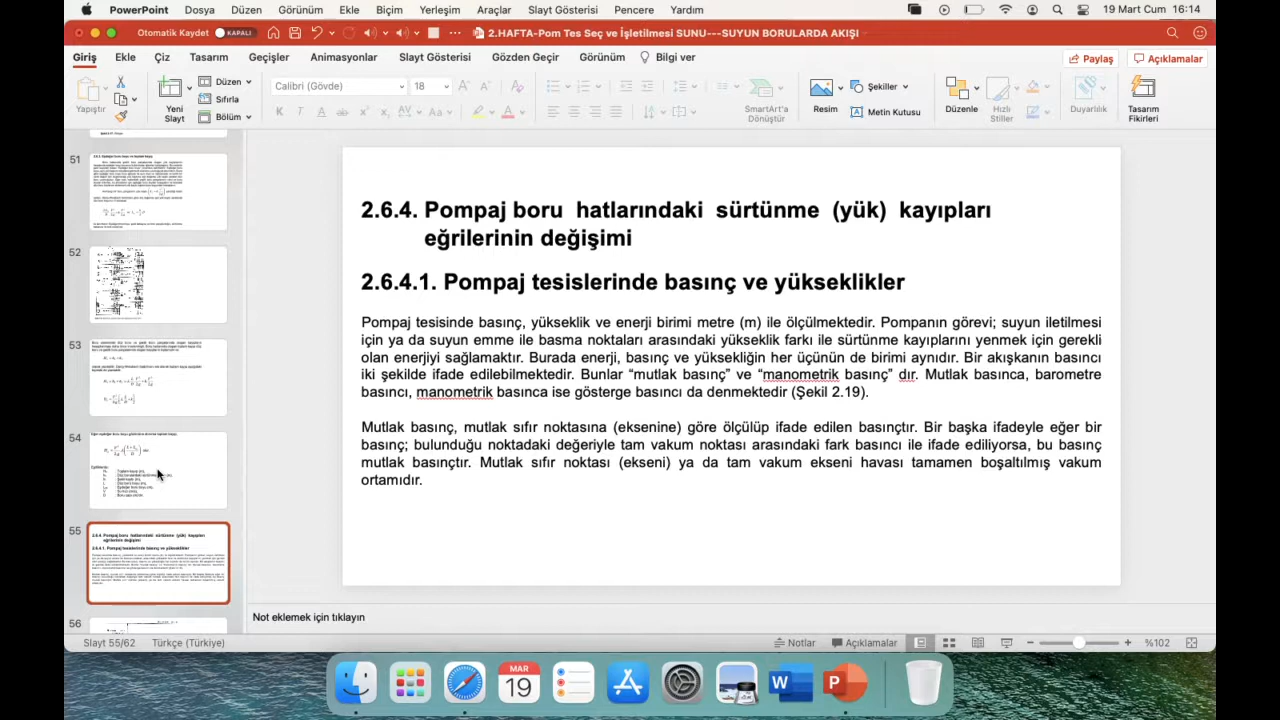 PowerPoint Dosya Düzen Görünüm Ekle Biçim Yerleşim Araçlar Slayt Gösterisi Pencere Yardım 19 Mart Cum 16:14
Otomatik Kaydet KAPALI 2.HAFTA-Pom Tes Seç ve İşletilmesi SUNU---SUYUN BORULARDA AKIŞI
Giriş Ekle Çiz Tasarım Geçişler Animasyonlar Slayt Gösterisi Gözden Geçir Görünüm Bilgi ver Paylaş Açıklamalar
Yapıştır Yeni Slayt Düzen Sıfırla Bölüm Calibri (Gövde) 18 SmartArt'a Dönüştür Resim Şekiller Metin Kutusu Düzenle Hızlı Stiller Duyarlılık Tasarım Fikirleri
51
52
53
54
55
56
2.6.4. Pompaj boru hatlarındaki sürtünme (yük) kayıpları
eğrilerinin değişimi
2.6.4.1. Pompaj tesislerinde basınç ve yükseklikler
Pompaj tesisinde basınç, yükseklik ve enerji birimi metre (m) ile ölçülmektedir. Pompanın görevi; suyun iletilmesi
için ya da suyun emme ile basma noktaları arasındaki yükseklik farkı ile sürtünme kayıplarını yenmek için gerekli
olan enerjiyi sağlamaktır. Burada enerji, basınç ve yüksekliğin her üçünün de birimi aynıdır. Bir akışkanın basıncı
iki şekilde ifade edilebilmektedir. Bunlar “mutlak basınç” ve “manometrik basınç” dır. Mutlak basınca, barometre
basıncı, manometrik basınca ise gösterge basıncı da denmektedir (Şekil 2.19).
Mutlak basınç, mutlak sıfır noktasına (eksenine) göre ölçülüp ifade edilen basınçtır. Bir başka ifadeyle eğer bir
basınç; bulunduğu noktadaki değeriyle tam vakum noktası arasındaki fark basıncı ile ifade ediliyorsa, bu basınç
mutlak basınçtır. Mutlak sıfır noktası (ekseni) ya da tam vakum ekseni havası tamamen boşaltılmış vakum
ortamıdır.
Not eklemek için tıklayın
Slayt 55/62 Türkçe (Türkiye) Notlar Açıklamalar %102
MAR
19